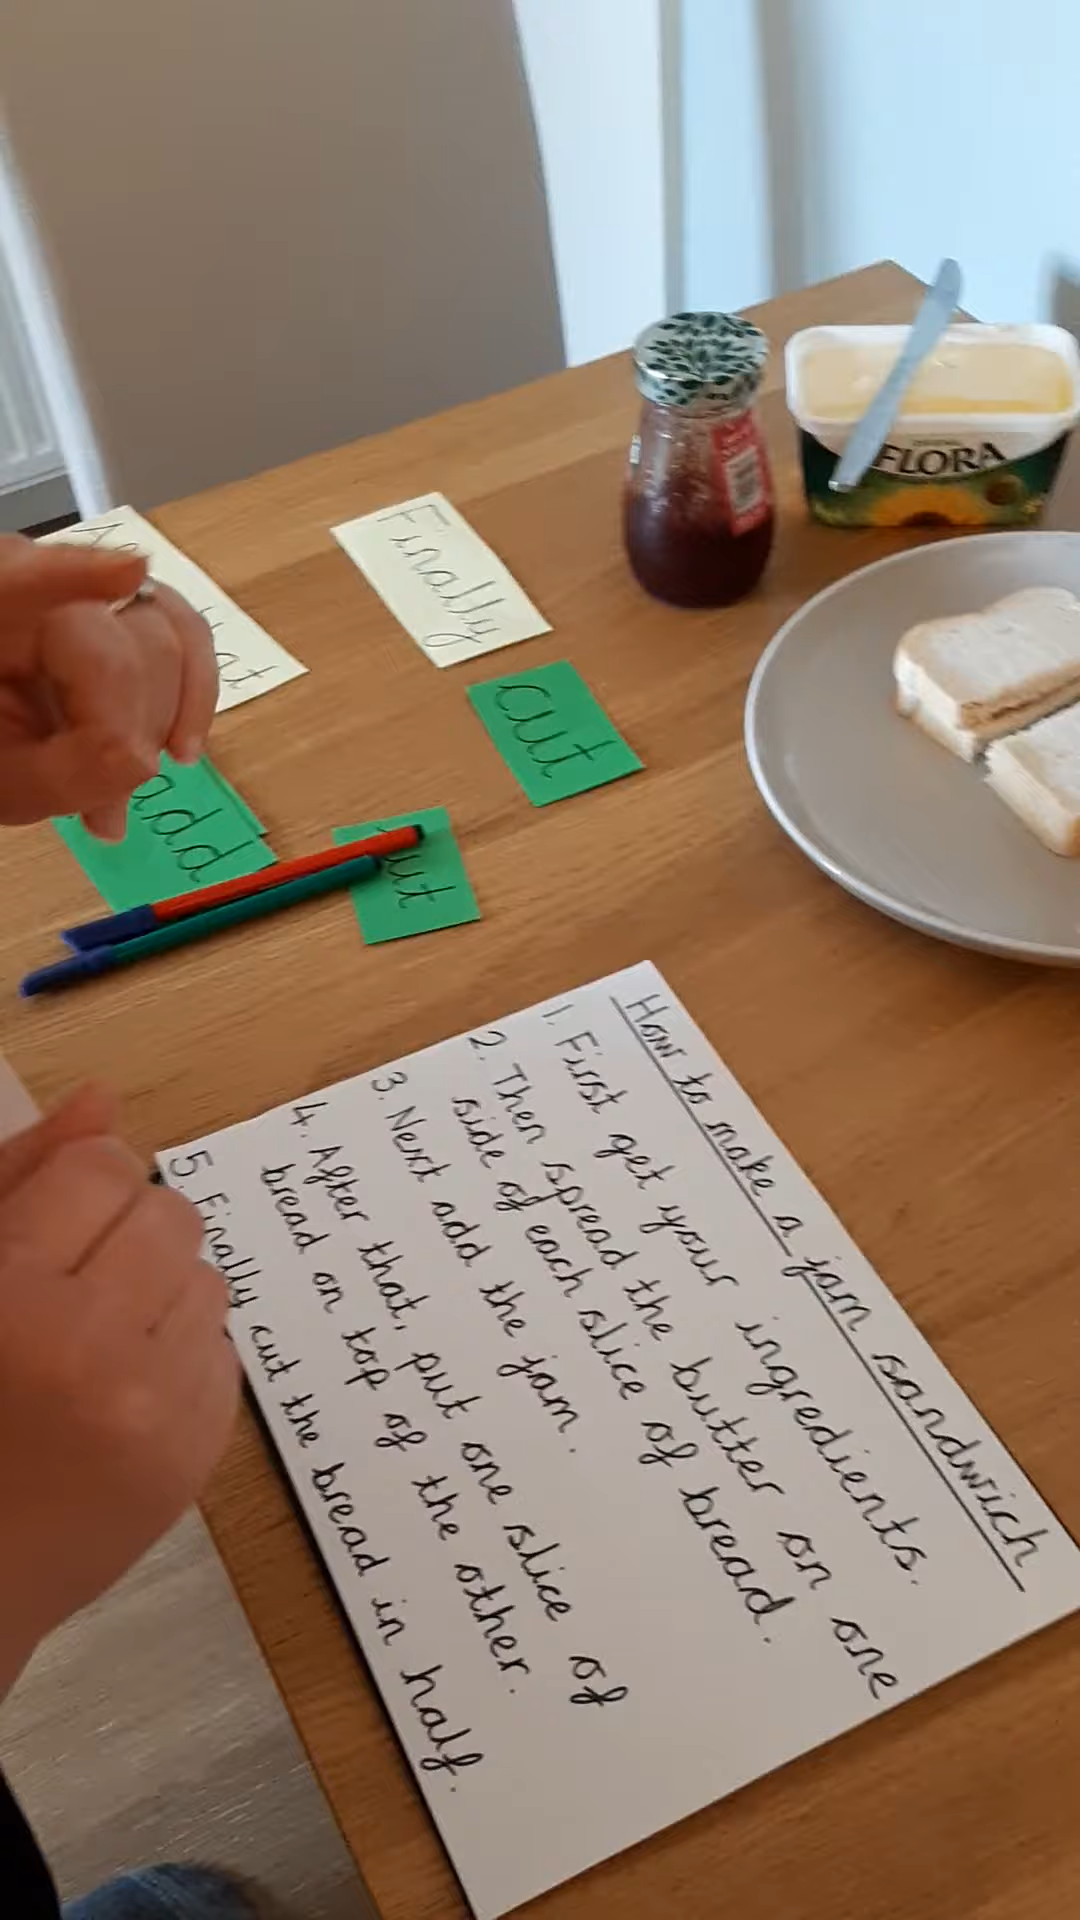 Finally
cut
add
FLORA
How to make a jam sandwich
1. First get your ingredients.
2. Then spread the butter on one
side of each slice of bread.
3. Next add the jam.
4. After that, put one slice of
bread on top of the other.
5. Finally cut the bread in half.